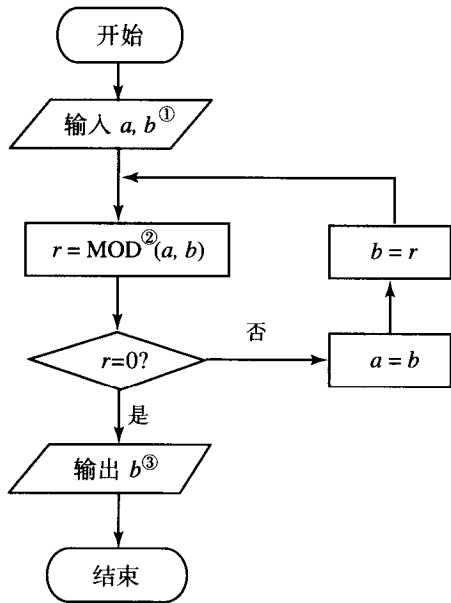 开始
输入 a, b①
r = MOD②(a, b)
b = r
r=0?
否
a = b
是
输出 b③
结束